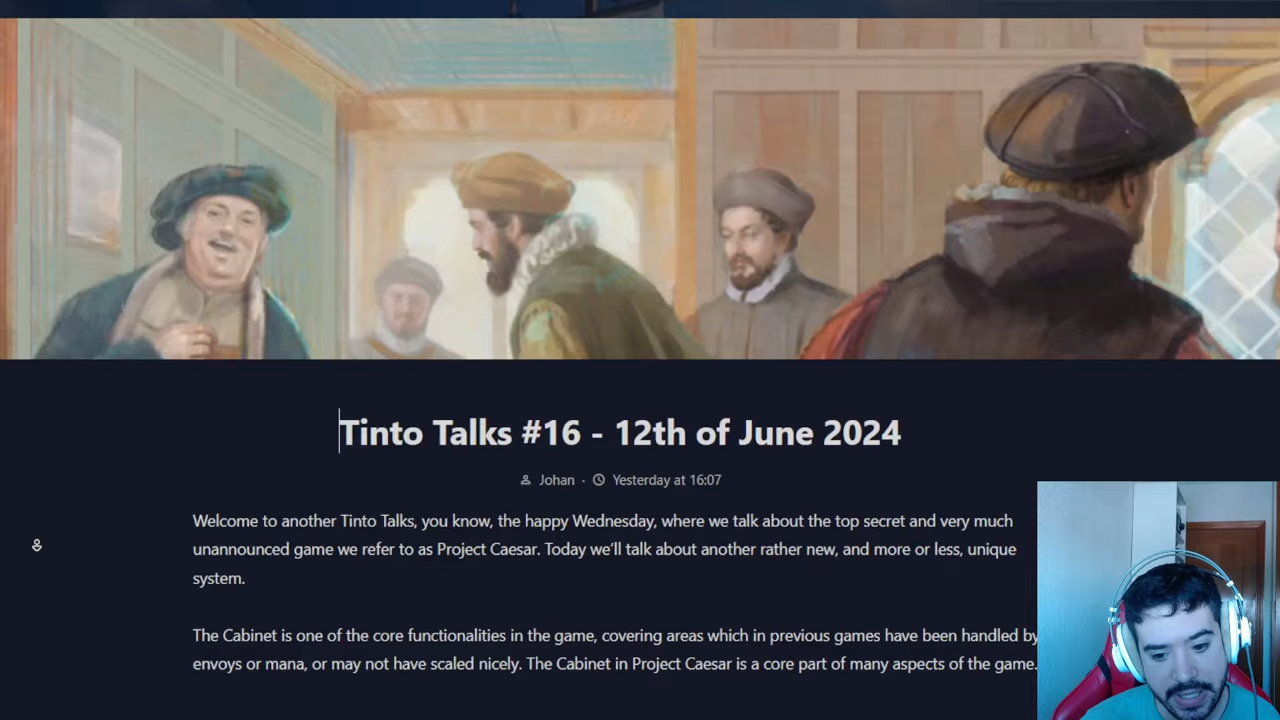 Tinto Talks #16 - 12th of June 2024
Johan · Yesterday at 16:07
Welcome to another Tinto Talks, you know, the happy Wednesday, where we talk about the top secret and very much
unannounced game we refer to as Project Caesar. Today we'll talk about another rather new, and more or less, unique
system.
The Cabinet is one of the core functionalities in the game, covering areas which in previous games have been handled by
envoys or mana, or may not have scaled nicely. The Cabinet in Project Caesar is a core part of many aspects of the game.